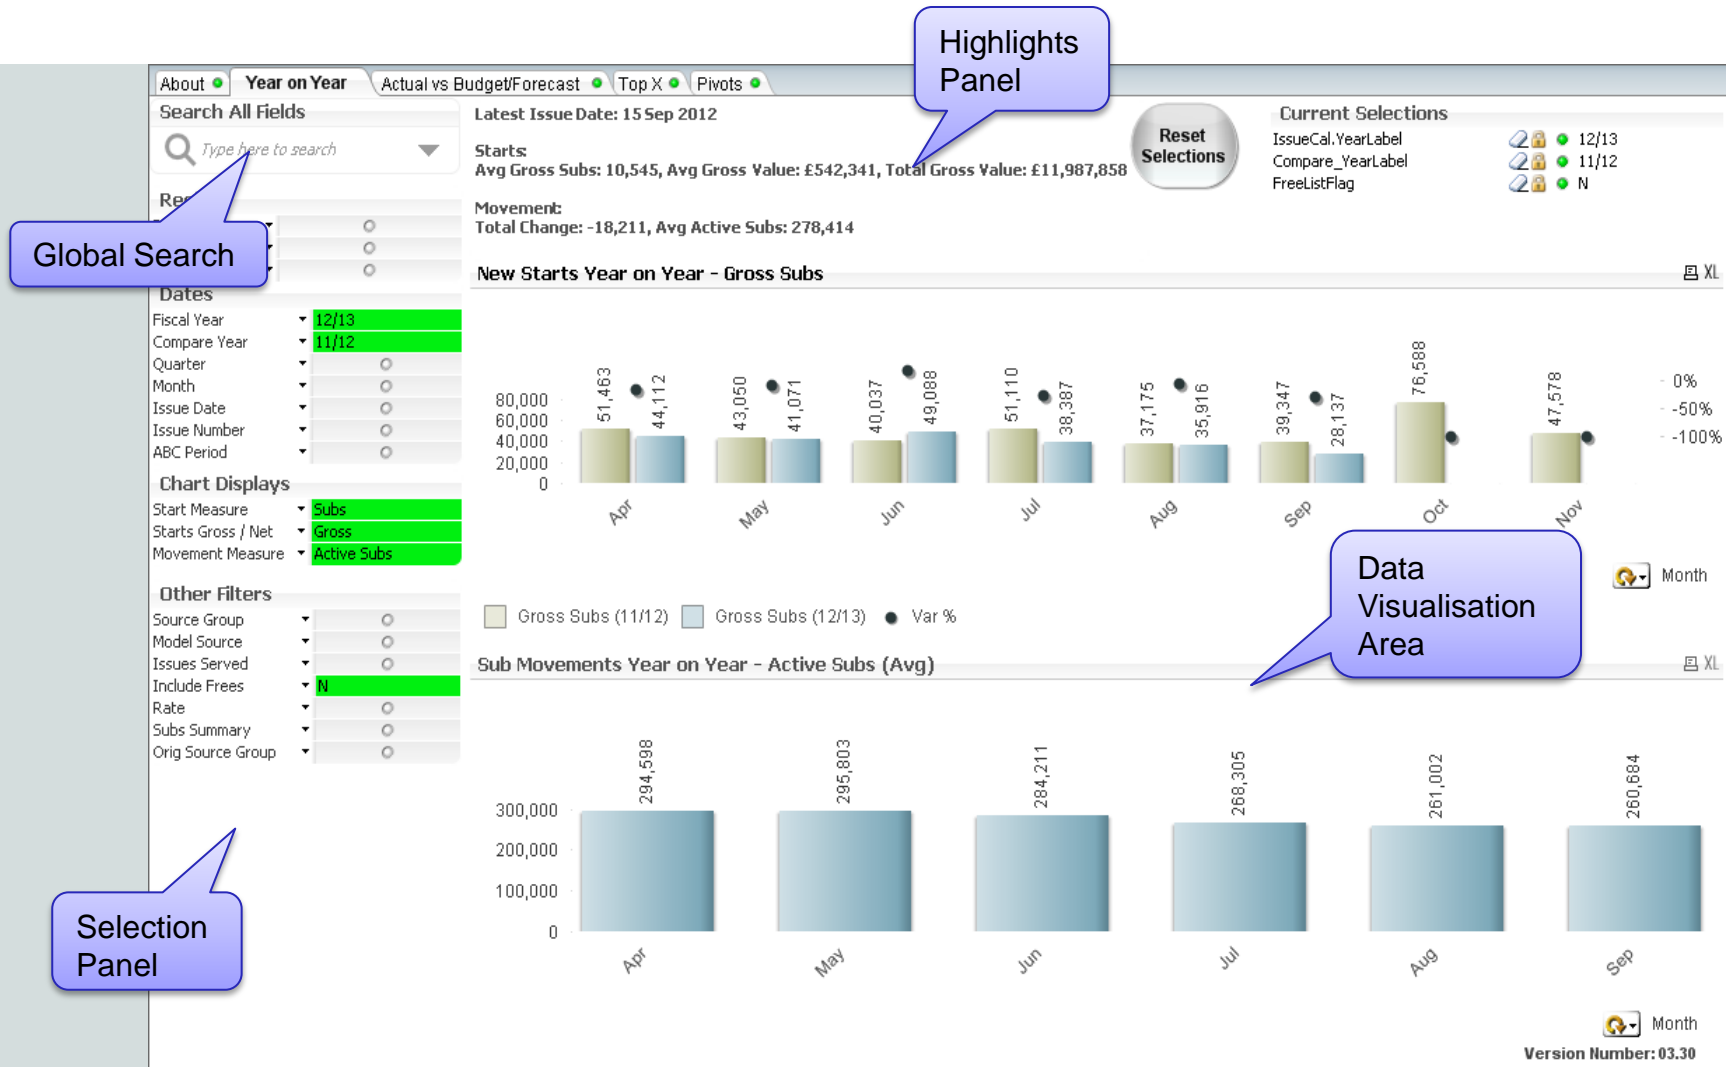 Highlights
Panel
About
Year on Year
Actual vs Budget/Forecast
Top X
Pivots
Search All Fields
Type here to search
Global Search
Latest Issue Date: 15 Sep 2012
Starts:
Avg Gross Subs: 10,545, Avg Gross Value: £542,341, Total Gross Value: £11,987,858
Movement:
Total Change: -18,211, Avg Active Subs: 278,414
Reset
Selections
Current Selections
IssueCal.YearLabel 12/13
Compare_YearLabel 11/12
FreeListFlag N
Dates
Fiscal Year 12/13
Compare Year 11/12
Quarter
Month
Issue Date
Issue Number
ABC Period
Chart Displays
Start Measure Subs
Starts Gross / Net Gross
Movement Measure Active Subs
Other Filters
Source Group
Model Source
Issues Served
Include Frees N
Rate
Subs Summary
Orig Source Group
Selection
Panel
New Starts Year on Year - Gross Subs
XL
80,000
60,000
40,000
20,000
0
51,463
44,112
43,050
41,071
40,037
49,088
51,110
38,387
37,175
35,916
39,347
28,137
76,588
47,578
0%
-50%
-100%
Apr
May
Jun
Jul
Aug
Sep
Oct
Nov
Month
Gross Subs (11/12) Gross Subs (12/13) Var %
Data
Visualisation
Area
Sub Movements Year on Year - Active Subs (Avg)
XL
300,000
200,000
100,000
0
294,598
295,803
284,211
268,305
261,002
260,684
Apr
May
Jun
Jul
Aug
Sep
Month
Version Number: 03.30